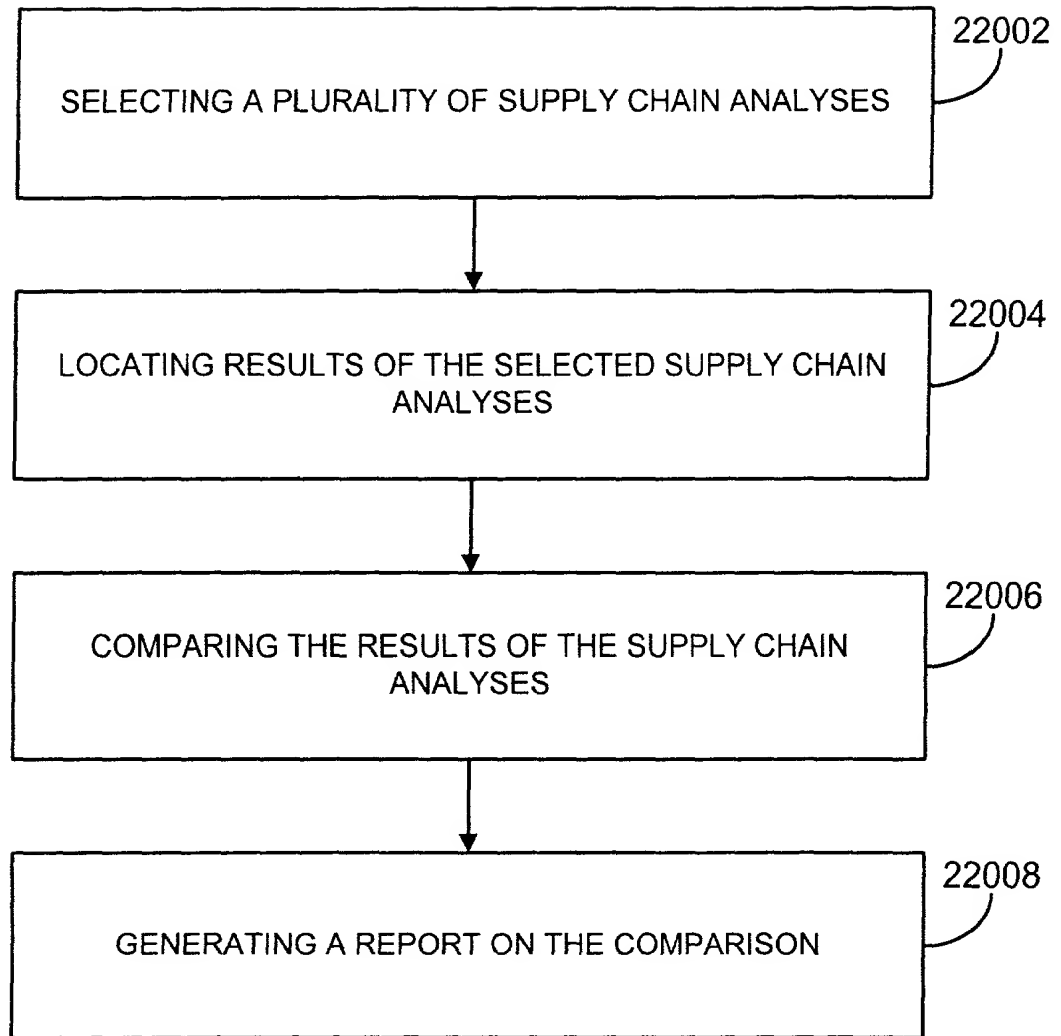 22002
SELECTING A PLURALITY OF SUPPLY CHAIN ANALYSES
22004
LOCATING RESULTS OF THE SELECTED SUPPLY CHAIN
ANALYSES
22006
COMPARING THE RESULTS OF THE SUPPLY CHAIN
ANALYSES
22008
GENERATING A REPORT ON THE COMPARISON